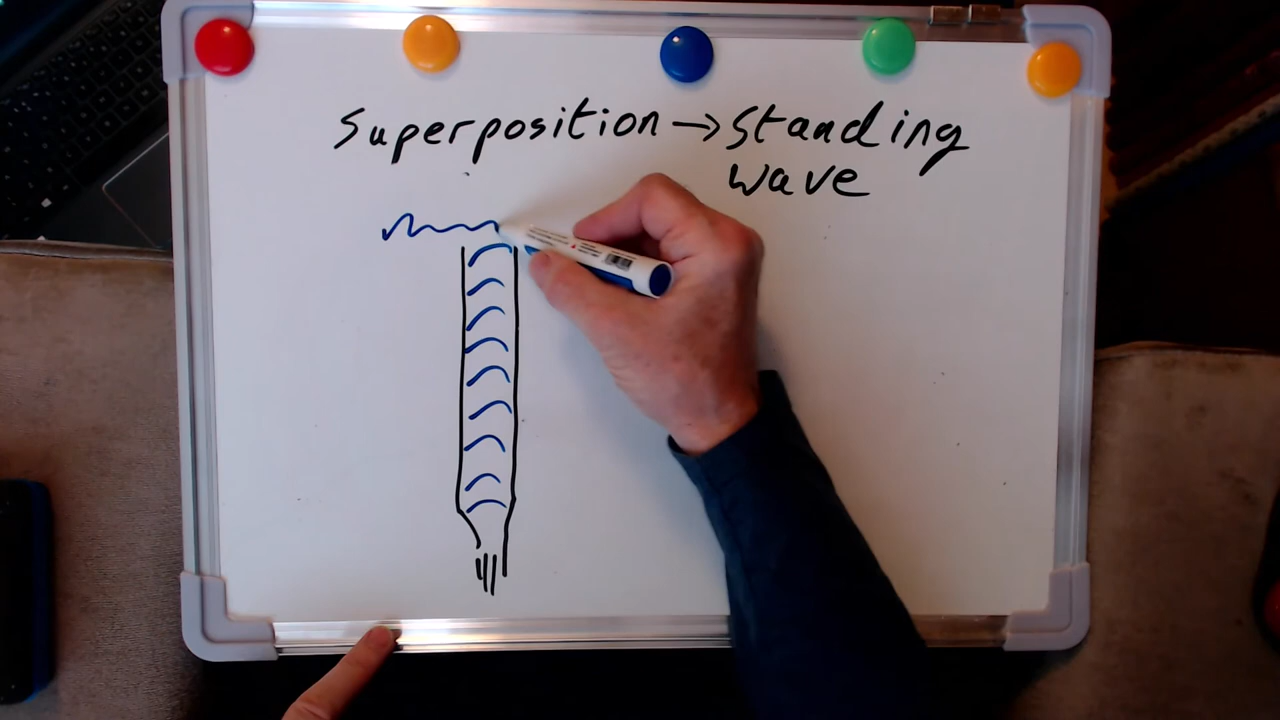 Superposition → Standing
wave